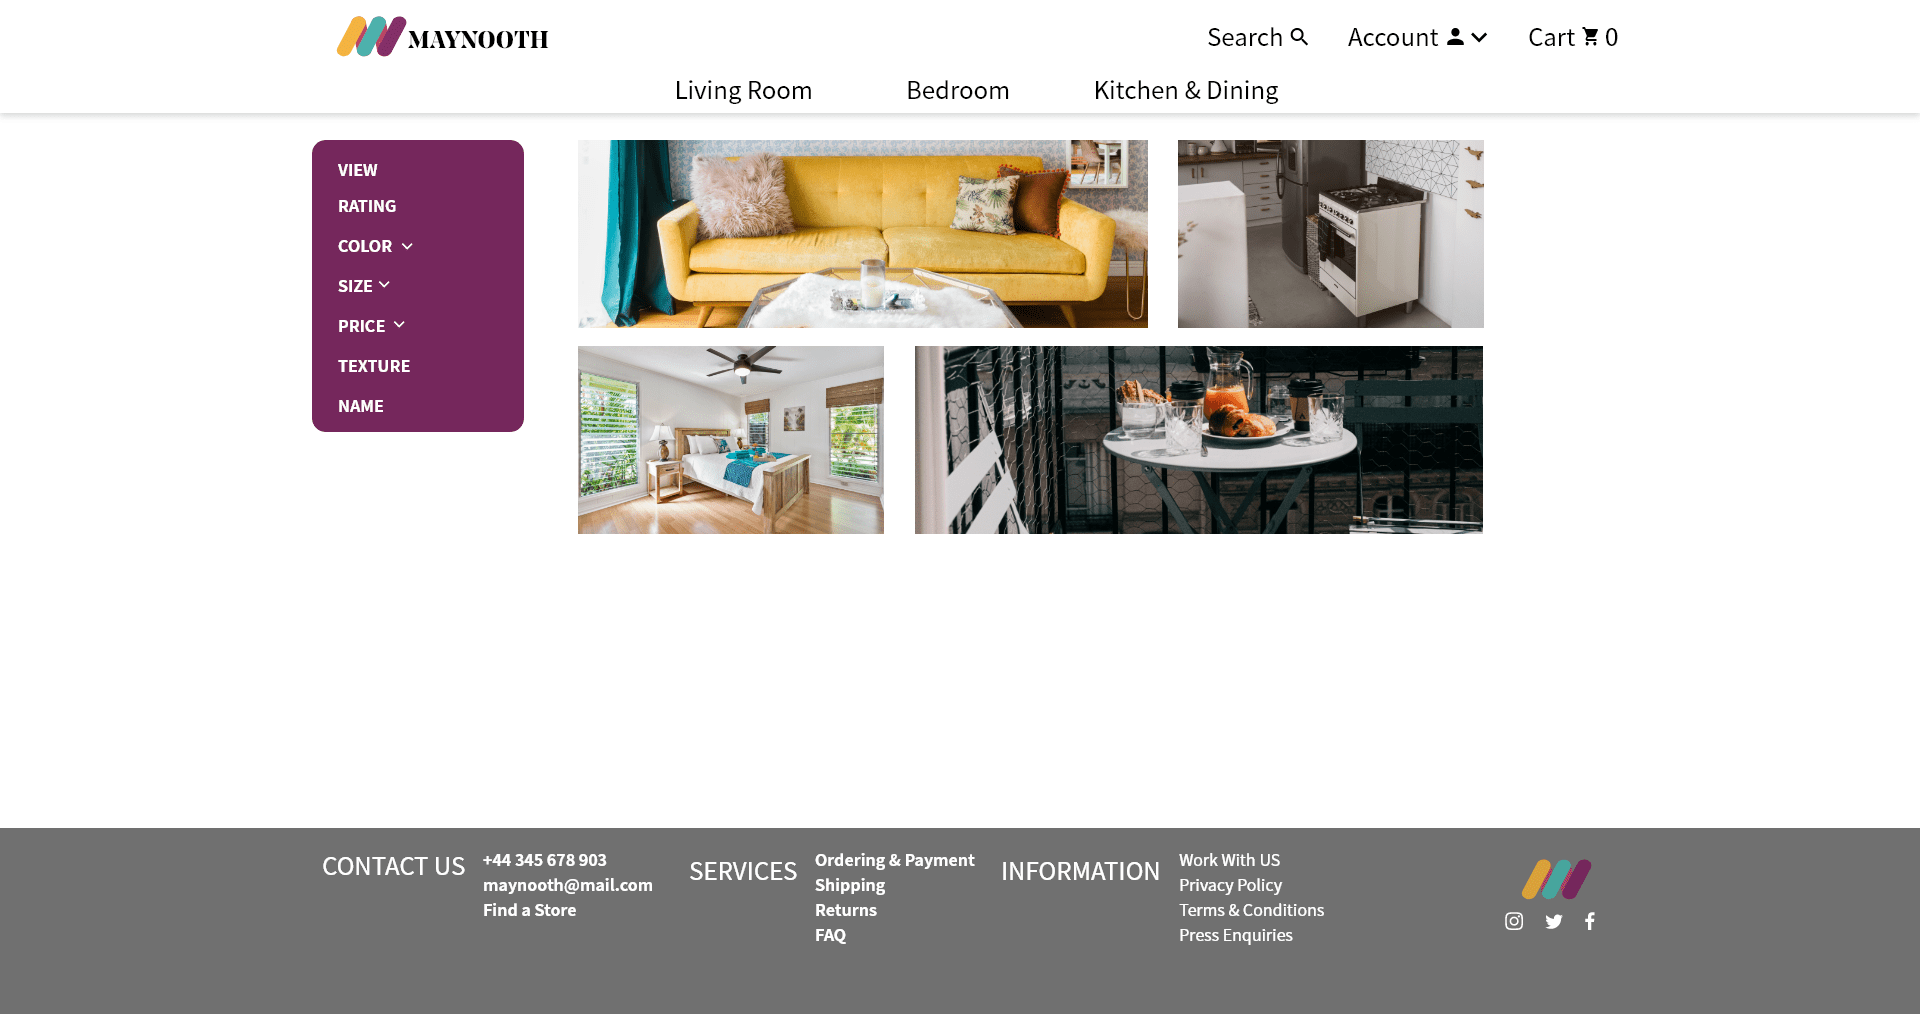 MAYNOOTH
Search
Account
Cart 0
Living Room
Bedroom
Kitchen & Dining
VIEW
RATING
COLOR
SIZE
PRICE
TEXTURE
NAME
CONTACT US
+44 345 678 903
maynooth@mail.com
Find a Store
SERVICES
Ordering & Payment
Shipping
Returns
FAQ
INFORMATION
Work With US
Privacy Policy
Terms & Conditions
Press Enquiries